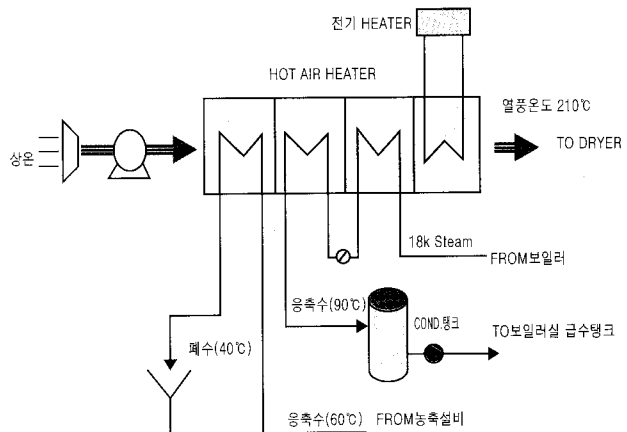 전기 HEATER
HOT AIR HEATER
열풍온도 210℃
TO DRYER
상온
18k Steam
FROM보일러
응축수(90℃)
COND.탱크
TO보일러실 급수탱크
폐수(40℃)
응축수(60℃) FROM농축설비